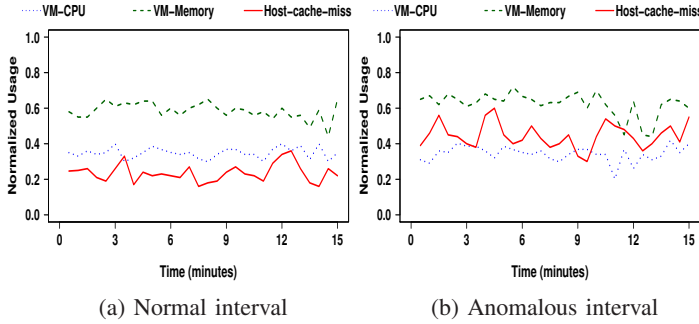 VM−CPU VM−Memory Host−cache−miss VM−CPU VM−Memory Host−cache−miss
Normalized Usage
1.0
0.8
0.6
0.4
0.2
0.0
0 3 6 9 12 15
Time (minutes)
(a) Normal interval
Normalized Usage
1.0
0.8
0.6
0.4
0.2
0.0
0 3 6 9 12 15
Time (minutes)
(b) Anomalous interval